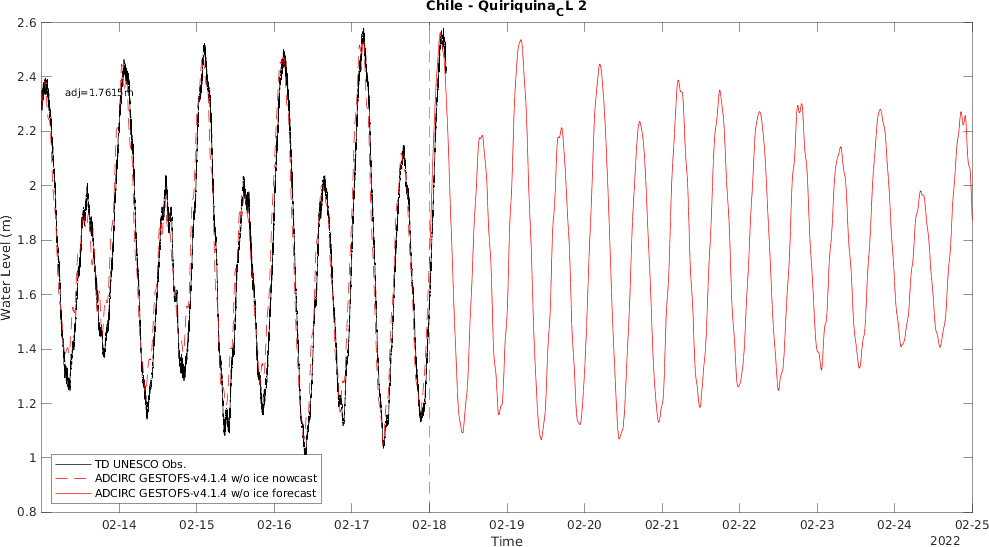 Chile - Quiriquina_CL 2
2.6
2.4
2.2
2
1.8
1.6
1.4
1.2
1
0.8
Water Level (m)
adj=1.7615m
TD UNESCO Obs.
ADCIRC GESTOFS-v4.1.4 w/o ice nowcast
ADCIRC GESTOFS-v4.1.4 w/o ice forecast
02-14 02-15 02-16 02-17 02-18 02-19 02-20 02-21 02-22 02-23 02-24 02-25
Time
2022